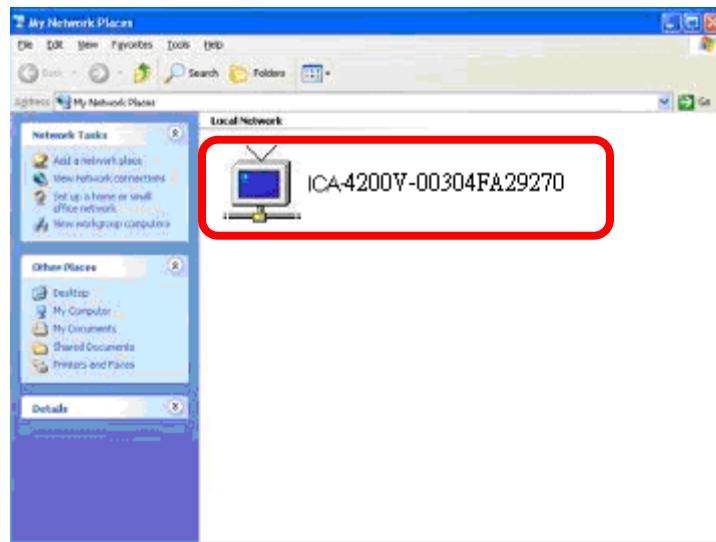 My Network Places
File Edit View Favorites Tools Help
Back Search Folders
Address My Network Places Go
Network Tasks
Add a network place
View network connections
Set up a home or small
office network
View workgroup computers
Other Places
Desktop
My Computer
My Documents
Shared Documents
Printers and Faxes
Details
Local Network
ICA-4200V-00304FA29270